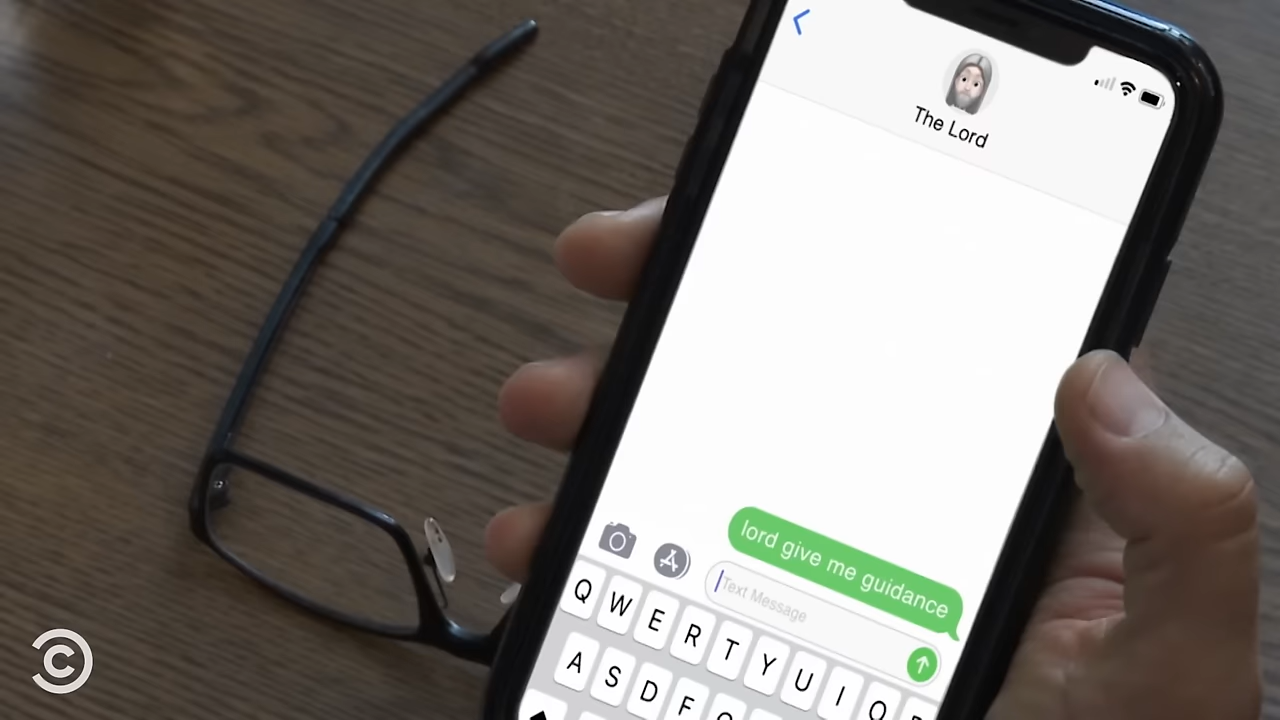 The Lord
lord give me guidance
Text Message
Q W E R T Y U I O P
A S D F G